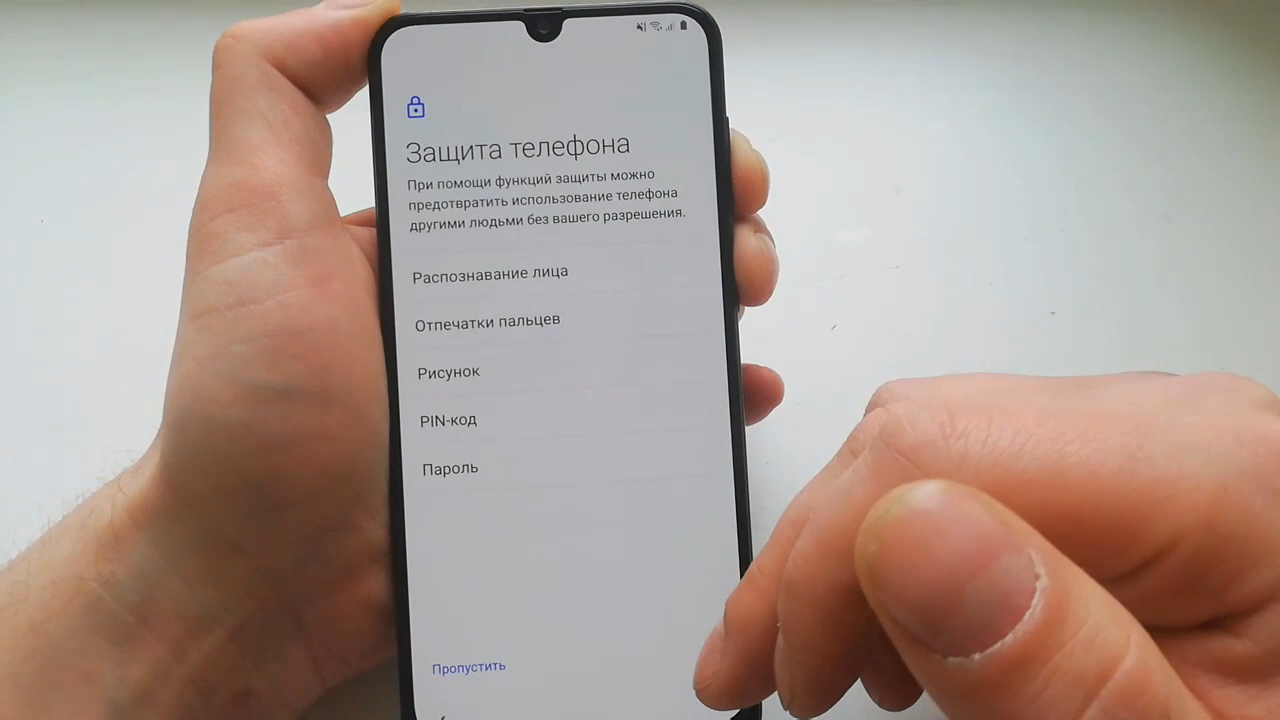 Защита телефона
При помощи функций защиты можно
предотвратить использование телефона
другими людьми без вашего разрешения.
Распознавание лица
Отпечатки пальцев
Рисунок
PIN-код
Пароль
Пропустить